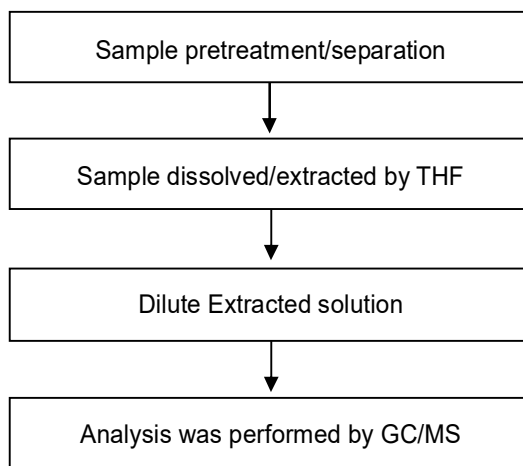 Sample pretreatment/separation
Sample dissolved/extracted by THF
Dilute Extracted solution
Analysis was performed by GC/MS